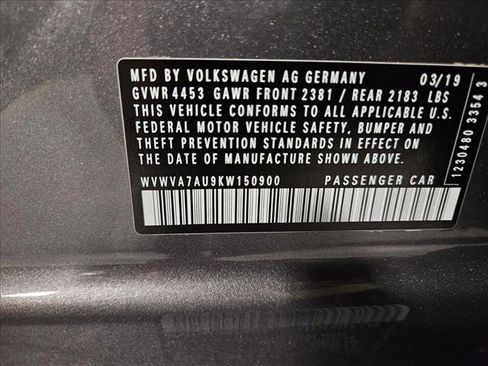 MFD BY VOLKSWAGEN AG GERMANY 03/19
GVWR 4453 GAWR FRONT 2381 / REAR 2183 LBS
THIS VEHICLE CONFORMS TO ALL APPLICABLE U.S.
FEDERAL MOTOR VEHICLE SAFETY, BUMPER AND
THEFT PREVENTION STANDARDS IN EFFECT ON THE
DATE OF MANUFACTURE SHOWN ABOVE.
WVWVA7AU9KW150900 PASSENGER CAR
1230480 3354 3